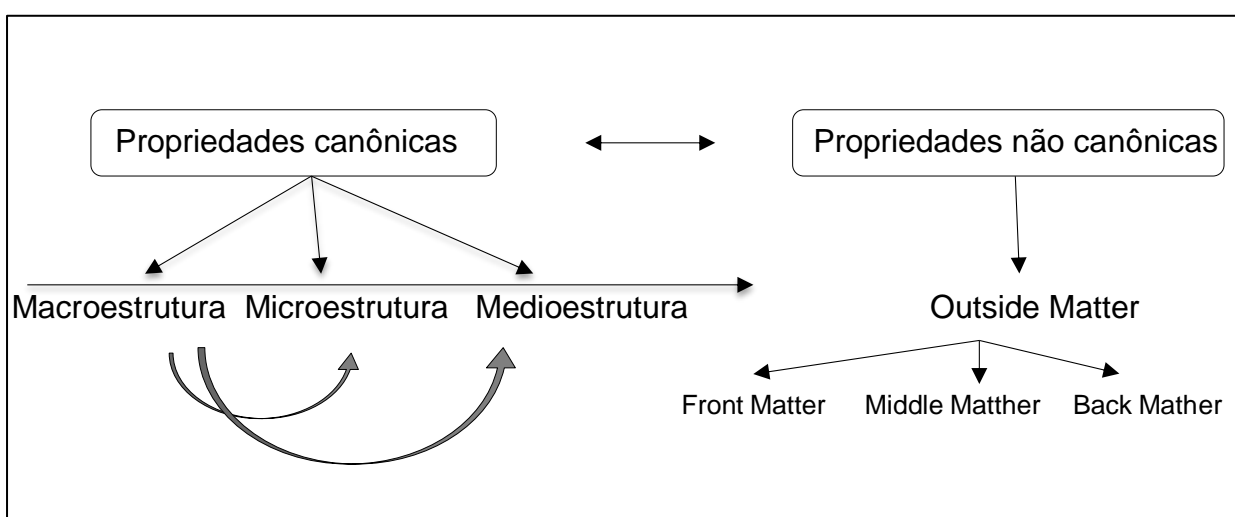 Propriedades canônicas
Propriedades não canônicas
Macroestrutura Microestrutura Medioestrutura
Outside Matter
Front Matter Middle Matther Back Mather